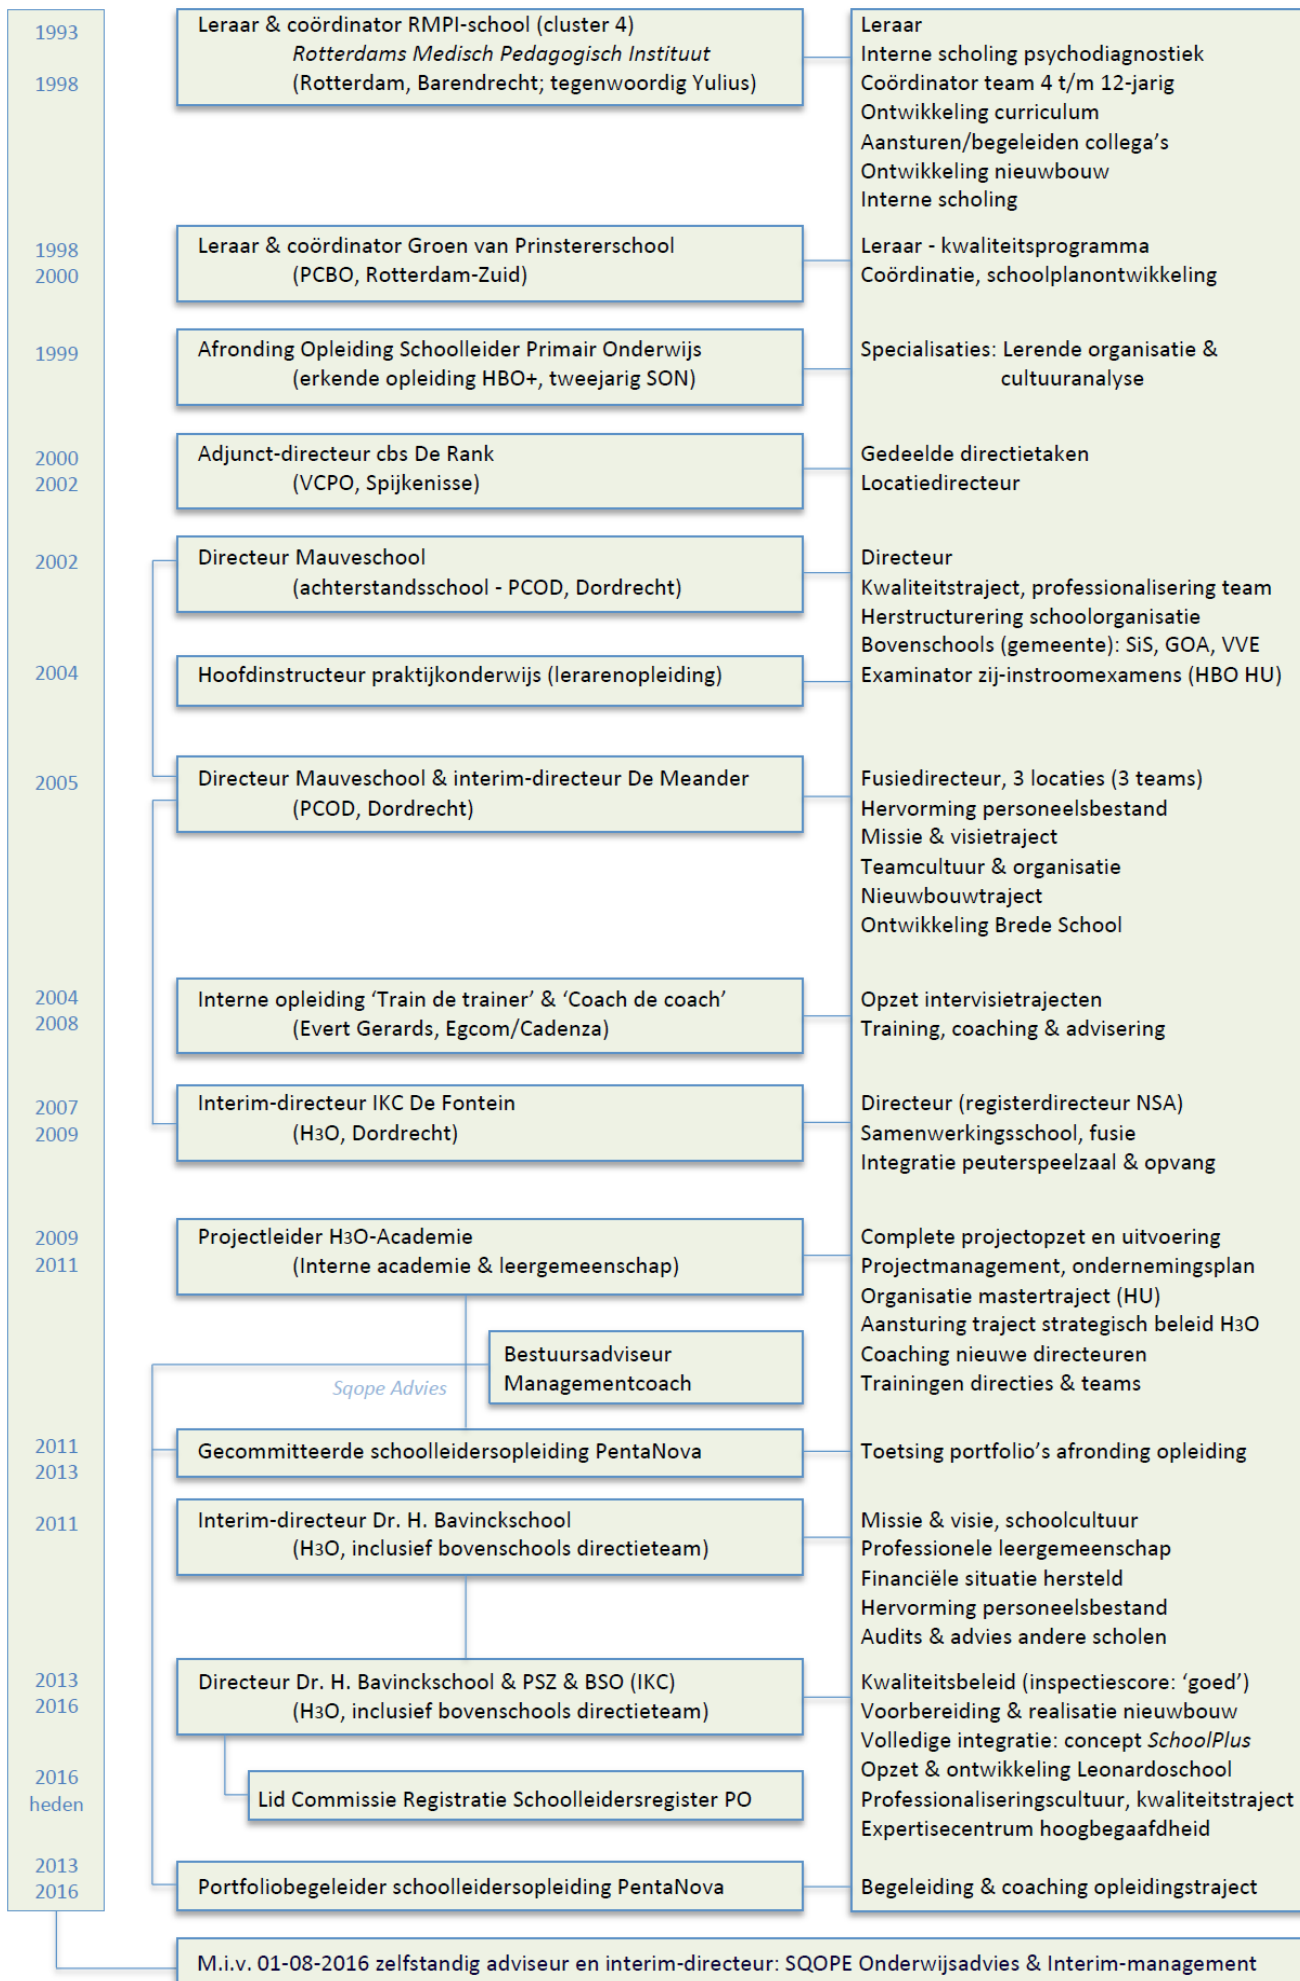 1993
1998
Leraar & coördinator RMPI-school (cluster 4)
Rotterdams Medisch Pedagogisch Instituut
(Rotterdam, Barendrecht; tegenwoordig Yulius)
Leraar
Interne scholing psychodiagnostiek
Coördinator team 4 t/m 12-jarig
Ontwikkeling curriculum
Aansturen/begeleiden collega’s
Ontwikkeling nieuwbouw
Interne scholing
1998
2000
Leraar & coördinator Groen van Prinstererschool
(PCBO, Rotterdam-Zuid)
Leraar - kwaliteitsprogramma
Coördinatie, schoolplanontwikkeling
1999
Afronding Opleiding Schoolleider Primair Onderwijs
(erkende opleiding HBO+, tweejarig SON)
Specialisaties: Lerende organisatie &
cultuuranalyse
2000
2002
Adjunct-directeur cbs De Rank
(VCPO, Spijkenisse)
Gedeelde directietaken
Locatiedirecteur
2002
Directeur Mauveschool
(achterstandsschool - PCOD, Dordrecht)
Directeur
Kwaliteitstraject, professionalisering team
Herstructurering schoolorganisatie
Bovenschools (gemeente): SiS, GOA, VVE
2004
Hoofdinstructeur praktijkonderwijs (lerarenopleiding)
Examinator zij-instroomexamens (HBO HU)
2005
Directeur Mauveschool & interim-directeur De Meander
(PCOD, Dordrecht)
Fusiedirecteur, 3 locaties (3 teams)
Hervorming personeelsbestand
Missie & visietraject
Teamcultuur & organisatie
Nieuwbouwtraject
Ontwikkeling Brede School
2004
2008
Interne opleiding ‘Train de trainer’ & ‘Coach de coach’
(Evert Gerards, Egcom/Cadenza)
Opzet intervisietrajecten
Training, coaching & advisering
2007
2009
Interim-directeur IKC De Fontein
(H3O, Dordrecht)
Directeur (registerdirecteur NSA)
Samenwerkingsschool, fusie
Integratie peuterspeelzaal & opvang
2009
2011
Projectleider H3O-Academie
(Interne academie & leergemeenschap)
Complete projectopzet en uitvoering
Projectmanagement, ondernemingsplan
Organisatie mastertraject (HU)
Aansturing traject strategisch beleid H3O
Coaching nieuwe directeuren
Trainingen directies & teams
Bestuursadviseur
Managementcoach
Sqope Advies
2011
2013
Gecommitteerde schoolleidersopleiding PentaNova
Toetsing portfolio’s afronding opleiding
2011
Interim-directeur Dr. H. Bavinckschool
(H3O, inclusief bovenschools directieteam)
Missie & visie, schoolcultuur
Professionele leergemeenschap
Financiële situatie hersteld
Hervorming personeelsbestand
Audits & advies andere scholen
2013
2016
Directeur Dr. H. Bavinckschool & PSZ & BSO (IKC)
(H3O, inclusief bovenschools directieteam)
Kwaliteitsbeleid (inspectiescore: ‘goed’)
Voorbereiding & realisatie nieuwbouw
Volledige integratie: concept SchoolPlus
Opzet & ontwikkeling Leonardoschool
Professionaliseringscultuur, kwaliteitstraject
Expertisecentrum hoogbegaafdheid
2016
heden
Lid Commissie Registratie Schoolleidersregister PO
2013
2016
Portfoliobegeleider schoolleidersopleiding PentaNova
Begeleiding & coaching opleidingstraject
M.i.v. 01-08-2016 zelfstandig adviseur en interim-directeur: SQOPE Onderwijsadvies & Interim-management